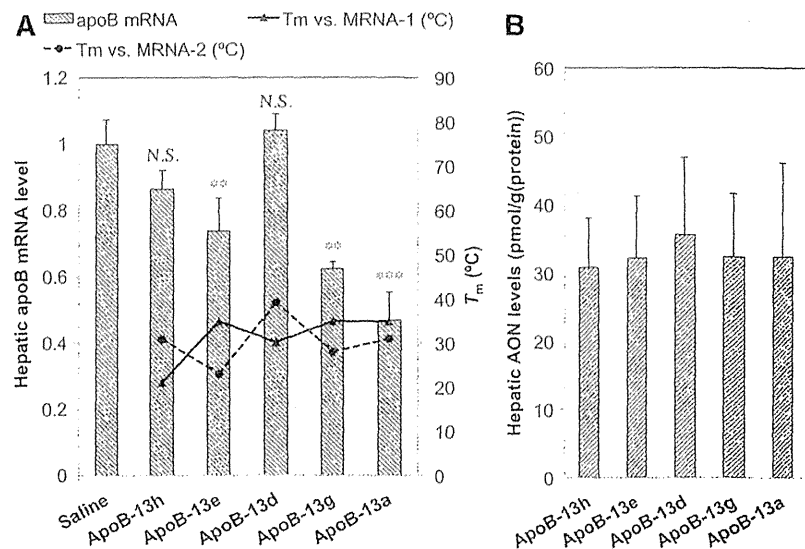 A
apoB mRNA
Tm vs. MRNA-1 (ºC)
Tm vs. MRNA-2 (ºC)
Hepatic apoB mRNA level
1.2
1
0.8
0.6
0.4
0.2
0
N.S.
**
N.S.
**
***
90
80
70
60
50
40
30
20
10
0
Tm (ºC)
Saline
ApoB-13h
ApoB-13e
ApoB-13d
ApoB-13g
ApoB-13a
B
Hepatic AON levels (pmol/g(protein))
60
50
40
30
20
10
0
ApoB-13h
ApoB-13e
ApoB-13d
ApoB-13g
ApoB-13a